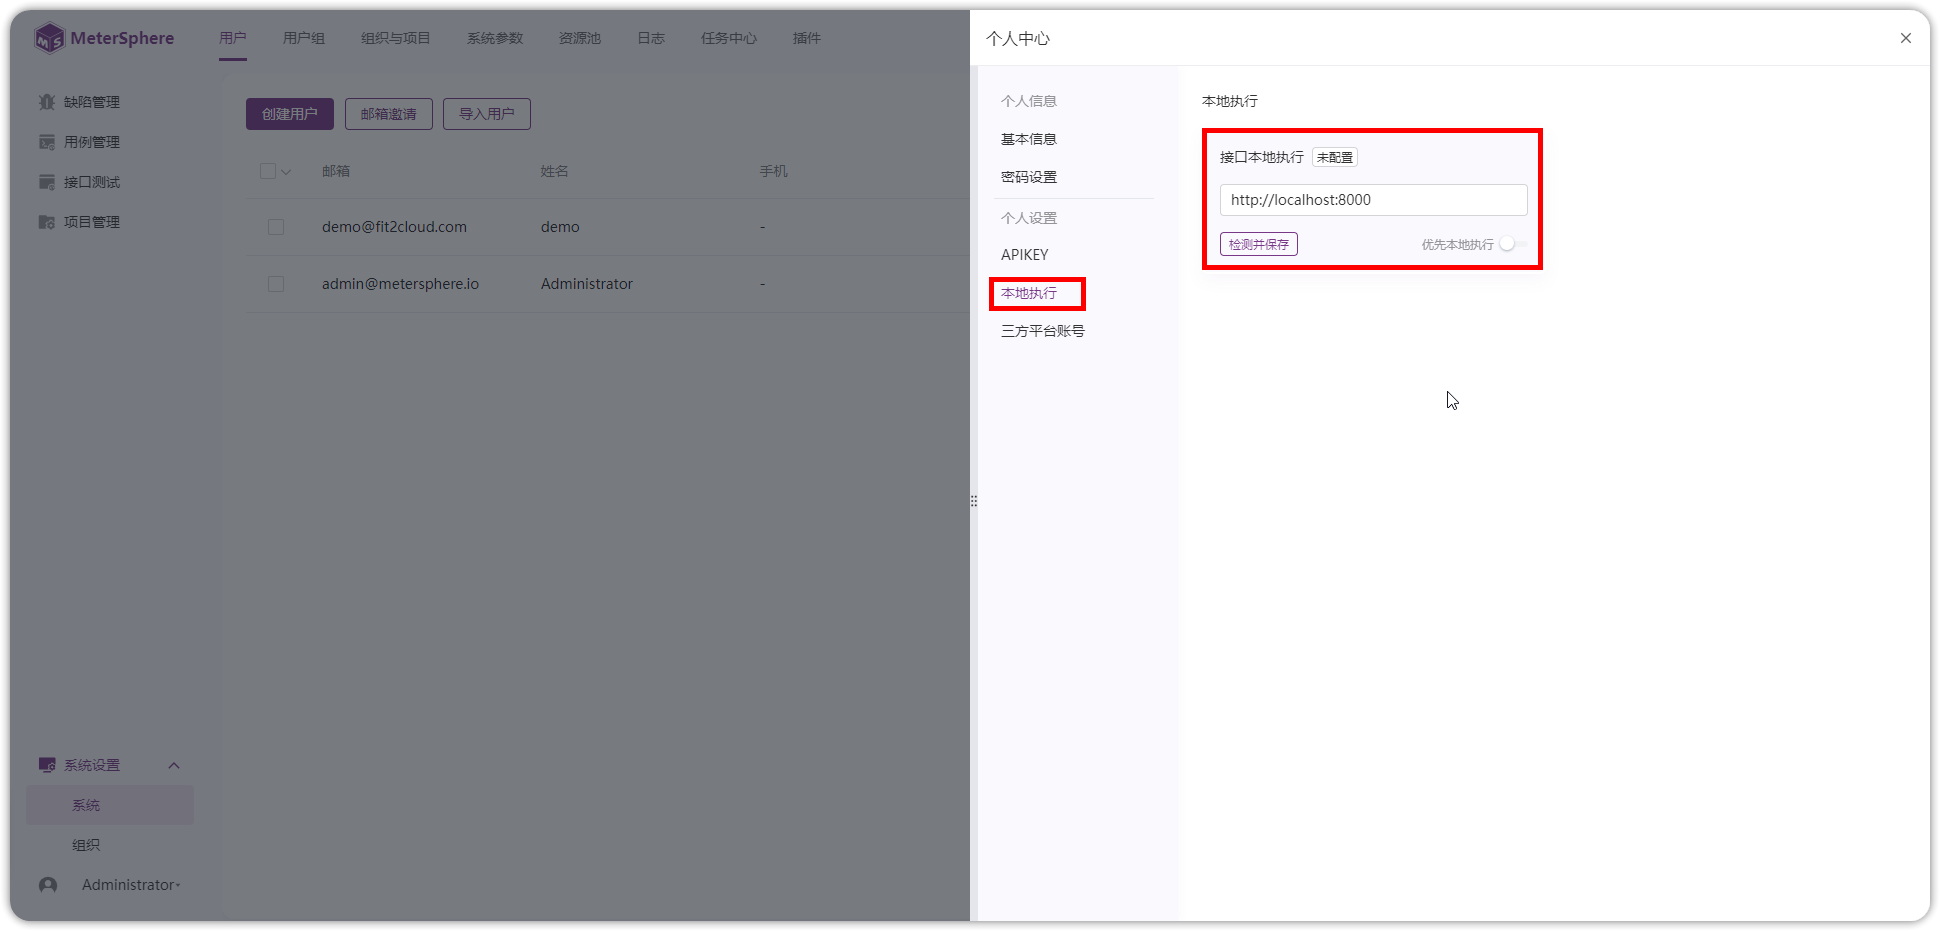 MeterSphere
用户 用户组 组织与项目 系统参数 资源池 日志 任务中心 插件
缺陷管理
用例管理
接口测试
项目管理
创建用户 邮箱邀请 导入用户
邮箱 姓名 手机
demo@fit2cloud.com demo -
admin@metersphere.io Administrator -
系统设置
系统
组织
Administrator
个人中心
个人信息
基本信息
密码设置
个人设置
APIKEY
本地执行
三方平台账号
本地执行
接口本地执行 未配置
http://localhost:8000
检测并保存 优先本地执行